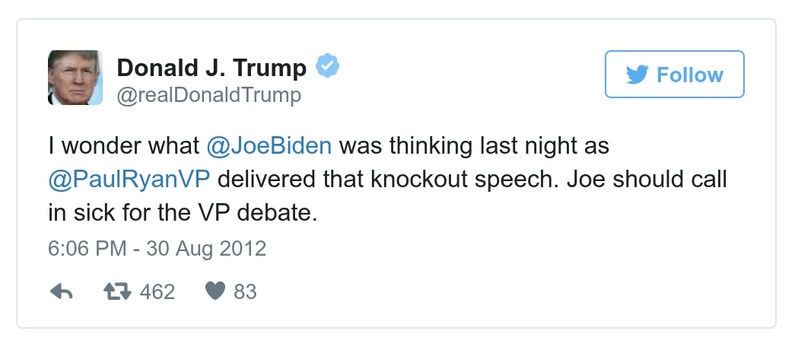 Donald J. Trump
@realDonaldTrump
Follow
I wonder what @JoeBiden was thinking last night as
@PaulRyanVP delivered that knockout speech. Joe should call
in sick for the VP debate.
6:06 PM - 30 Aug 2012
462 83